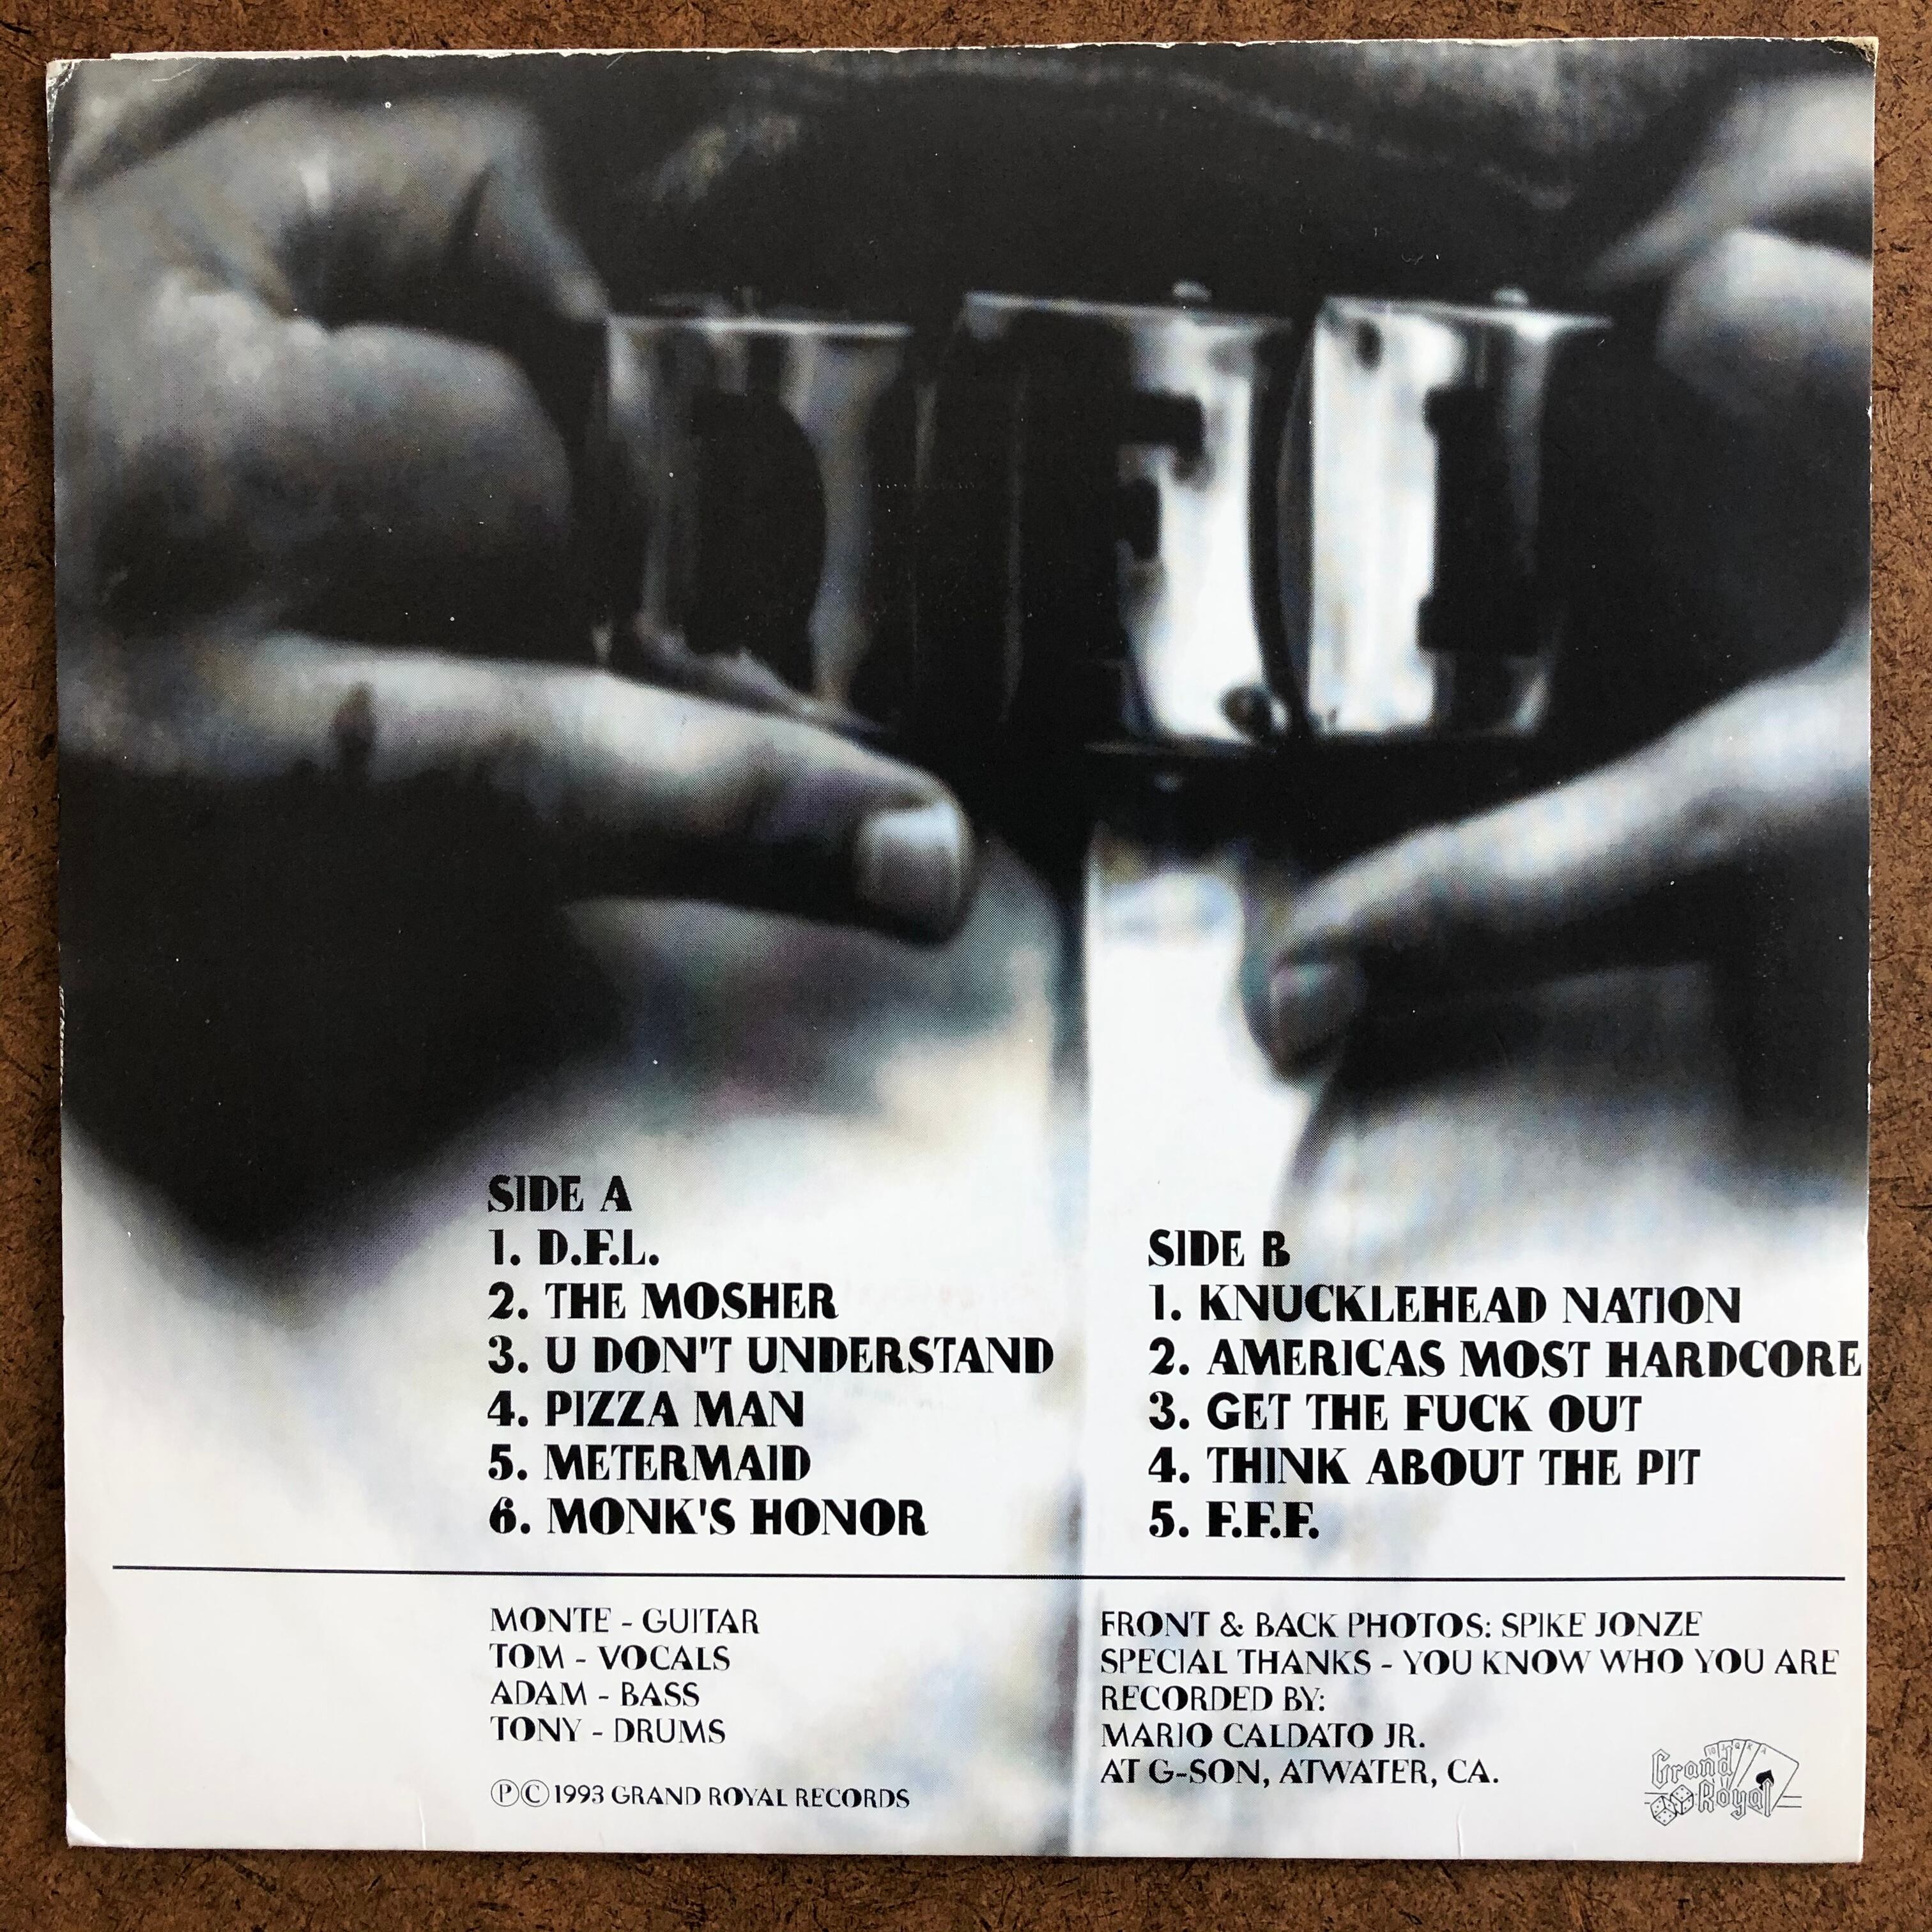 SIDE A
1. D.F.L.
2. THE MOSHER
3. U DON'T UNDERSTAND
4. PIZZA MAN
5. METERMAID
6. MONK'S HONOR
SIDE B
1. KNUCKLEHEAD NATION
2. AMERICAS MOST HARDCORE
3. GET THE FUCK OUT
4. THINK ABOUT THE PIT
5. F.F.F.
MONTE - GUITAR
TOM - VOCALS
ADAM - BASS
TONY - DRUMS
Ⓟ© 1993 GRAND ROYAL RECORDS
FRONT & BACK PHOTOS: SPIKE JONZE
SPECIAL THANKS - YOU KNOW WHO YOU ARE
RECORDED BY:
MARIO CALDATO JR.
AT G-SON, ATWATER, CA.
Grand
Royal